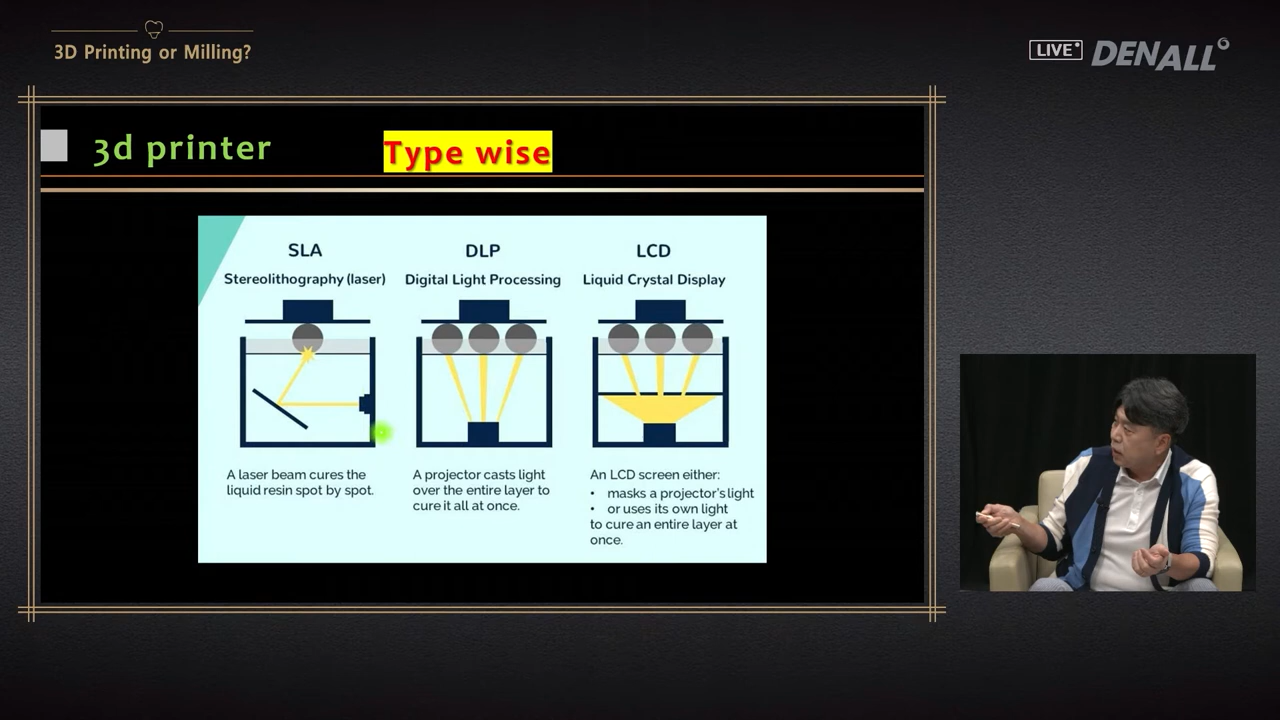 3D Printing or Milling?
LIVE
DENALL
3d printer
Type wise
SLA
Stereolithography (laser)
A laser beam cures the
liquid resin spot by spot.
DLP
Digital Light Processing
A projector casts light
over the entire layer to
cure it all at once.
LCD
Liquid Crystal Display
An LCD screen either:
• masks a projector's light
• or uses its own light
to cure an entire layer at
once.